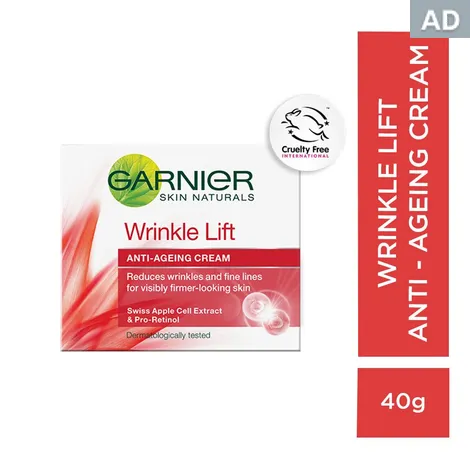 AD
Cruelty Free
INTERNATIONAL
GARNIER
SKIN NATURALS
Wrinkle Lift
ANTI-AGEING CREAM
Reduces wrinkles and fine lines
for visibly firmer-looking skin
Swiss Apple Cell Extract
& Pro-Retinol
Dermatologically tested
WRINKLE LIFT
ANTI - AGEING CREAM
40g